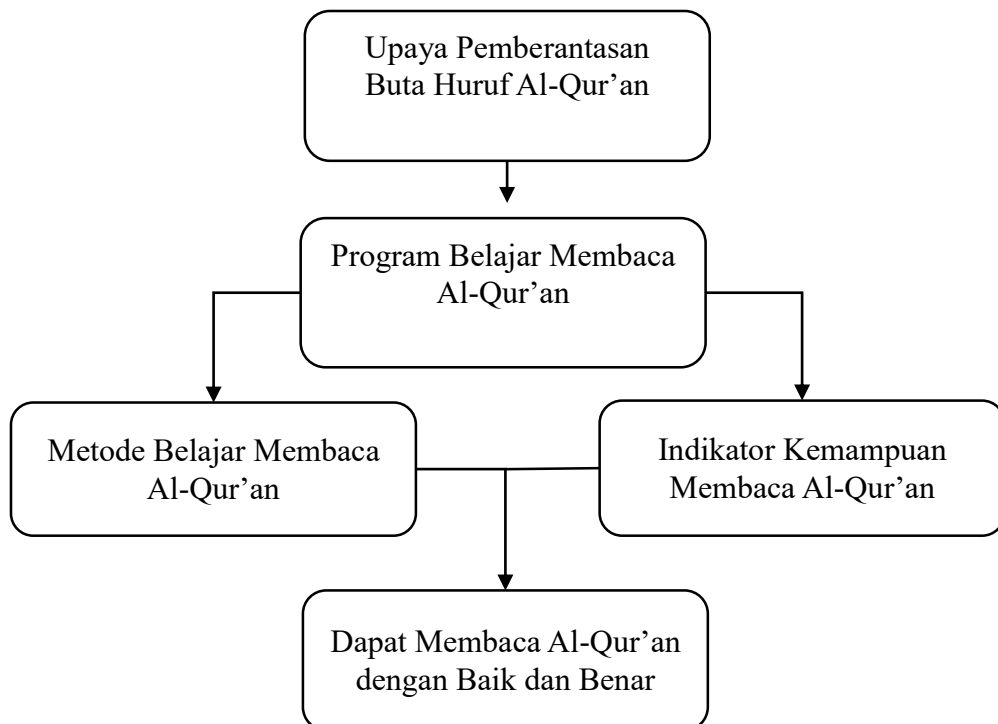 Upaya Pemberantasan
Buta Huruf Al-Qur’an
Program Belajar Membaca
Al-Qur’an
Metode Belajar Membaca
Al-Qur’an
Indikator Kemampuan
Membaca Al-Qur’an
Dapat Membaca Al-Qur’an
dengan Baik dan Benar